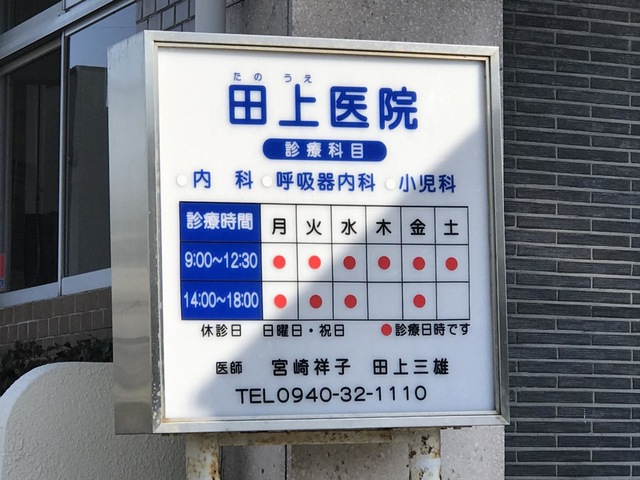 たのうえ
田上医院
診療科目
内科 呼吸器内科 小児科
診療時間 月 火 水 木 金 土
9:00〜12:30 ● ● ● ● ● ●
14:00〜18:00 ● ● ● ●
休診日 日曜日・祝日 ●診療日時です
医師 宮崎祥子 田上三雄
TEL0940-32-1110